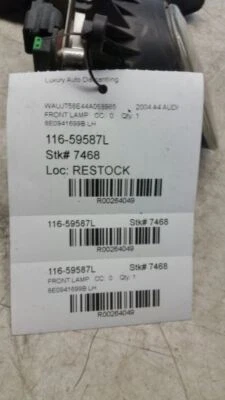 Luxury Auto Dismantling
2004 A4 AUDI
FRONT LAMP CC: 0 Qty: 1
8E0941699B LH
116-59587L
Stk# 7468
Loc: RESTOCK
R00264049
116-59587L Stk# 7468
R00264049
116-59587L Stk# 7468
FRONT LAMP CC: 0 Qty: 1
8E0941699B LH
R00264049